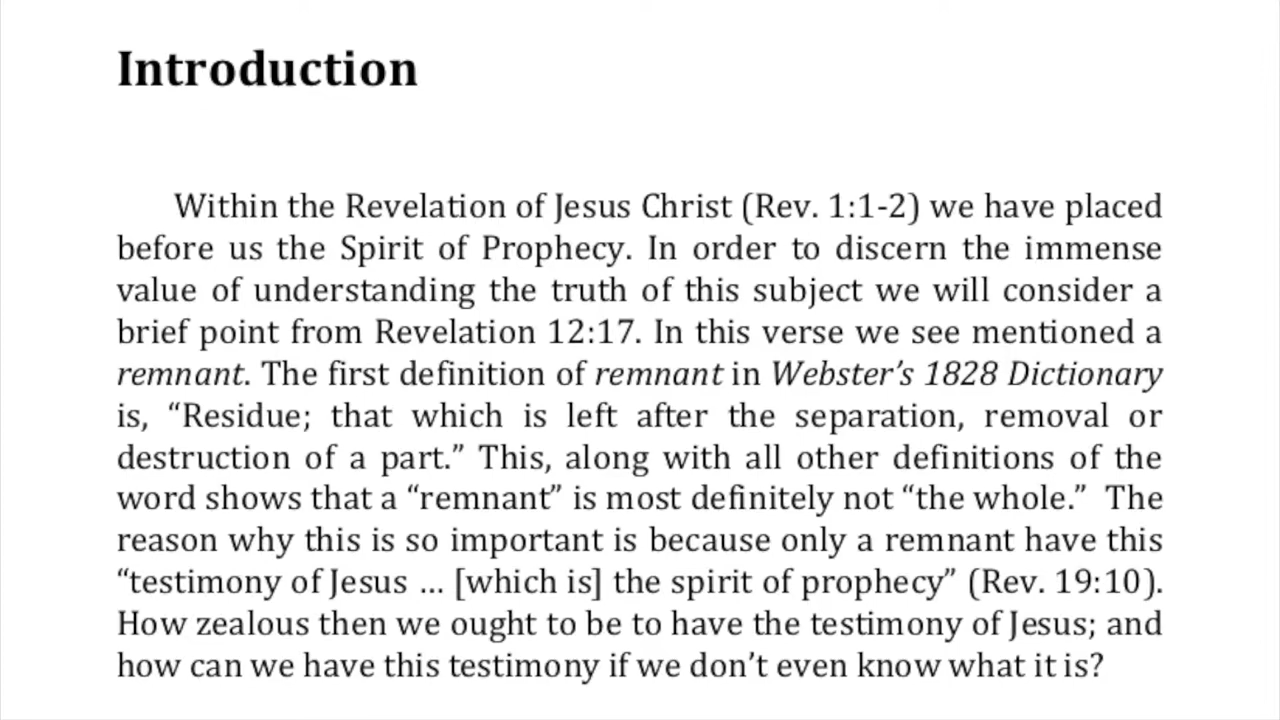 Introduction
Within the Revelation of Jesus Christ (Rev. 1:1-2) we have placed
before us the Spirit of Prophecy. In order to discern the immense
value of understanding the truth of this subject we will consider a
brief point from Revelation 12:17. In this verse we see mentioned a
remnant. The first definition of remnant in Webster’s 1828 Dictionary
is, “Residue; that which is left after the separation, removal or
destruction of a part.” This, along with all other definitions of the
word shows that a “remnant” is most definitely not “the whole.”  The
reason why this is so important is because only a remnant have this
“testimony of Jesus … [which is] the spirit of prophecy” (Rev. 19:10).
How zealous then we ought to be to have the testimony of Jesus; and
how can we have this testimony if we don’t even know what it is?